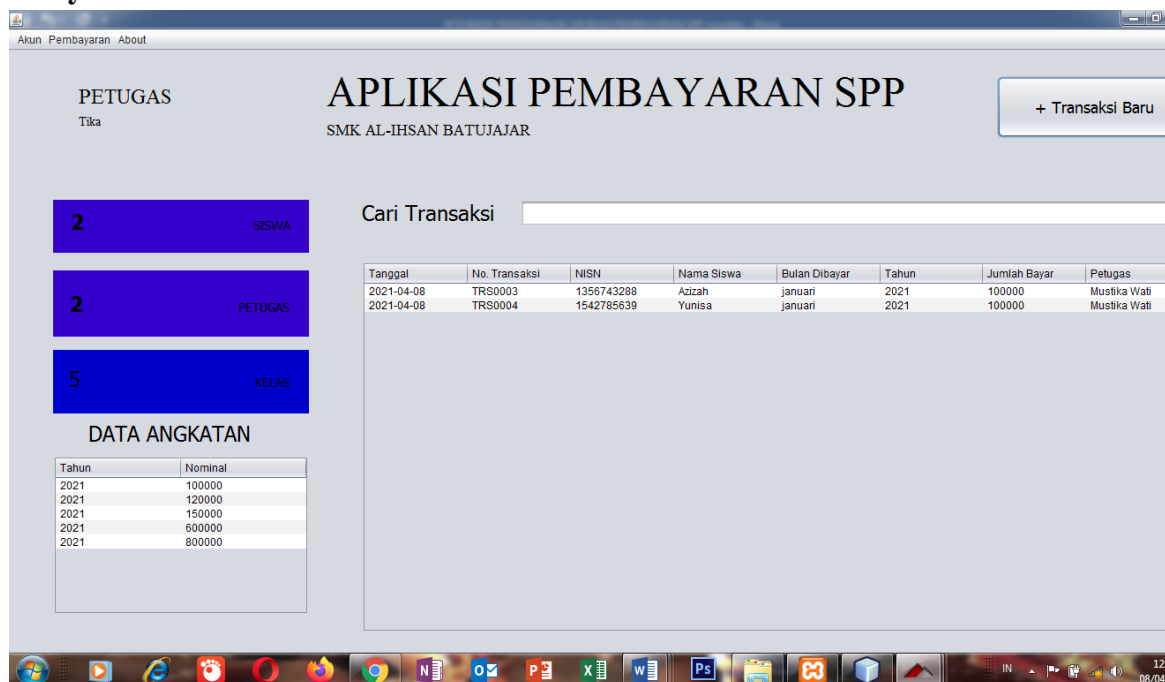 Akun Pembayaran About
PETUGAS
Tika
APLIKASI PEMBAYARAN SPP
SMK AL-IHSAN BATUJAJAR
+ Transaksi Baru
2 SISWA
2 PETUGAS
5 KELAS
Cari Transaksi
Tanggal No. Transaksi NISN Nama Siswa Bulan Dibayar Tahun Jumlah Bayar Petugas
2021-04-08 TRS0003 1356743288 Azizah januari 2021 100000 Mustika Wati
2021-04-08 TRS0004 1542785639 Yunisa januari 2021 100000 Mustika Wati
DATA ANGKATAN
Tahun Nominal
2021 100000
2021 120000
2021 150000
2021 600000
2021 800000
IN
12
08/04